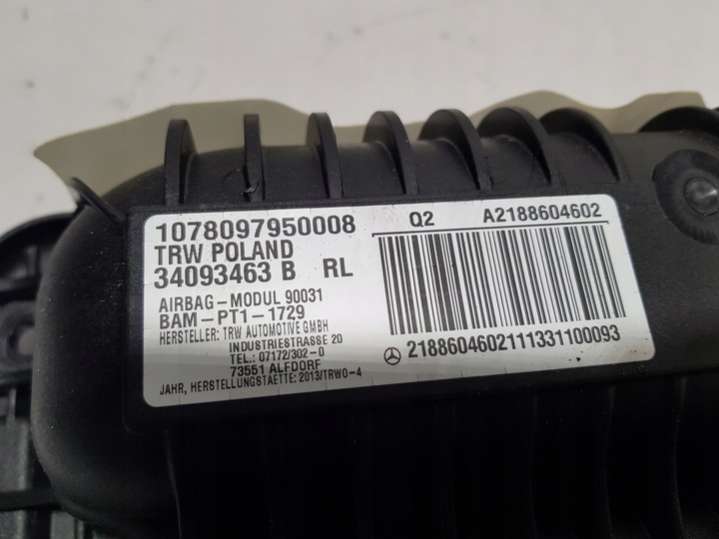 1078097950008
TRW POLAND
34093463 B RL
AIRBAG-MODUL 90031
BAM-PT1-1729
HERSTELLER: TRW AUTOMOTIVE GMBH
INDUSTRIESTRASSE 20
TEL.: 07172/302-0
73551 ALFDORF
JAHR, HERSTELLUNGSTAETTE: 2013/TRWO-4
Q2 A2188604602
2188604602111331100093